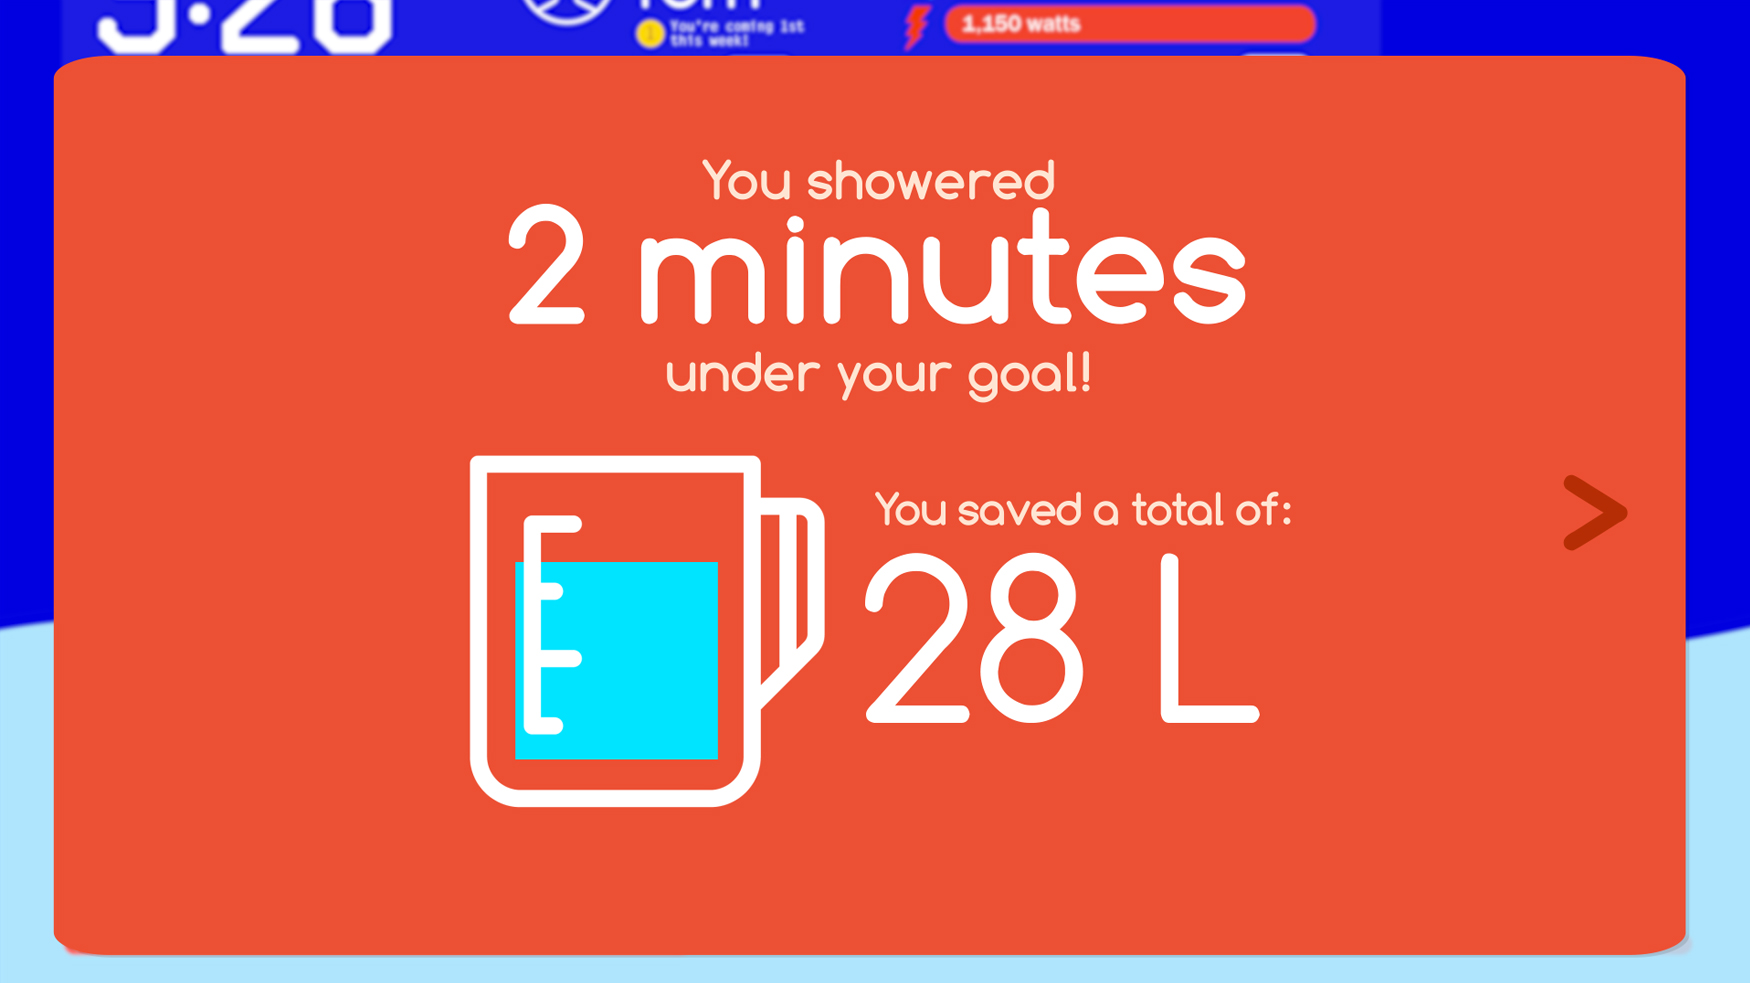 You're coming 1st
this week!
1,150 watts
You showered
2 minutes
under your goal!
You saved a total of:
28 L